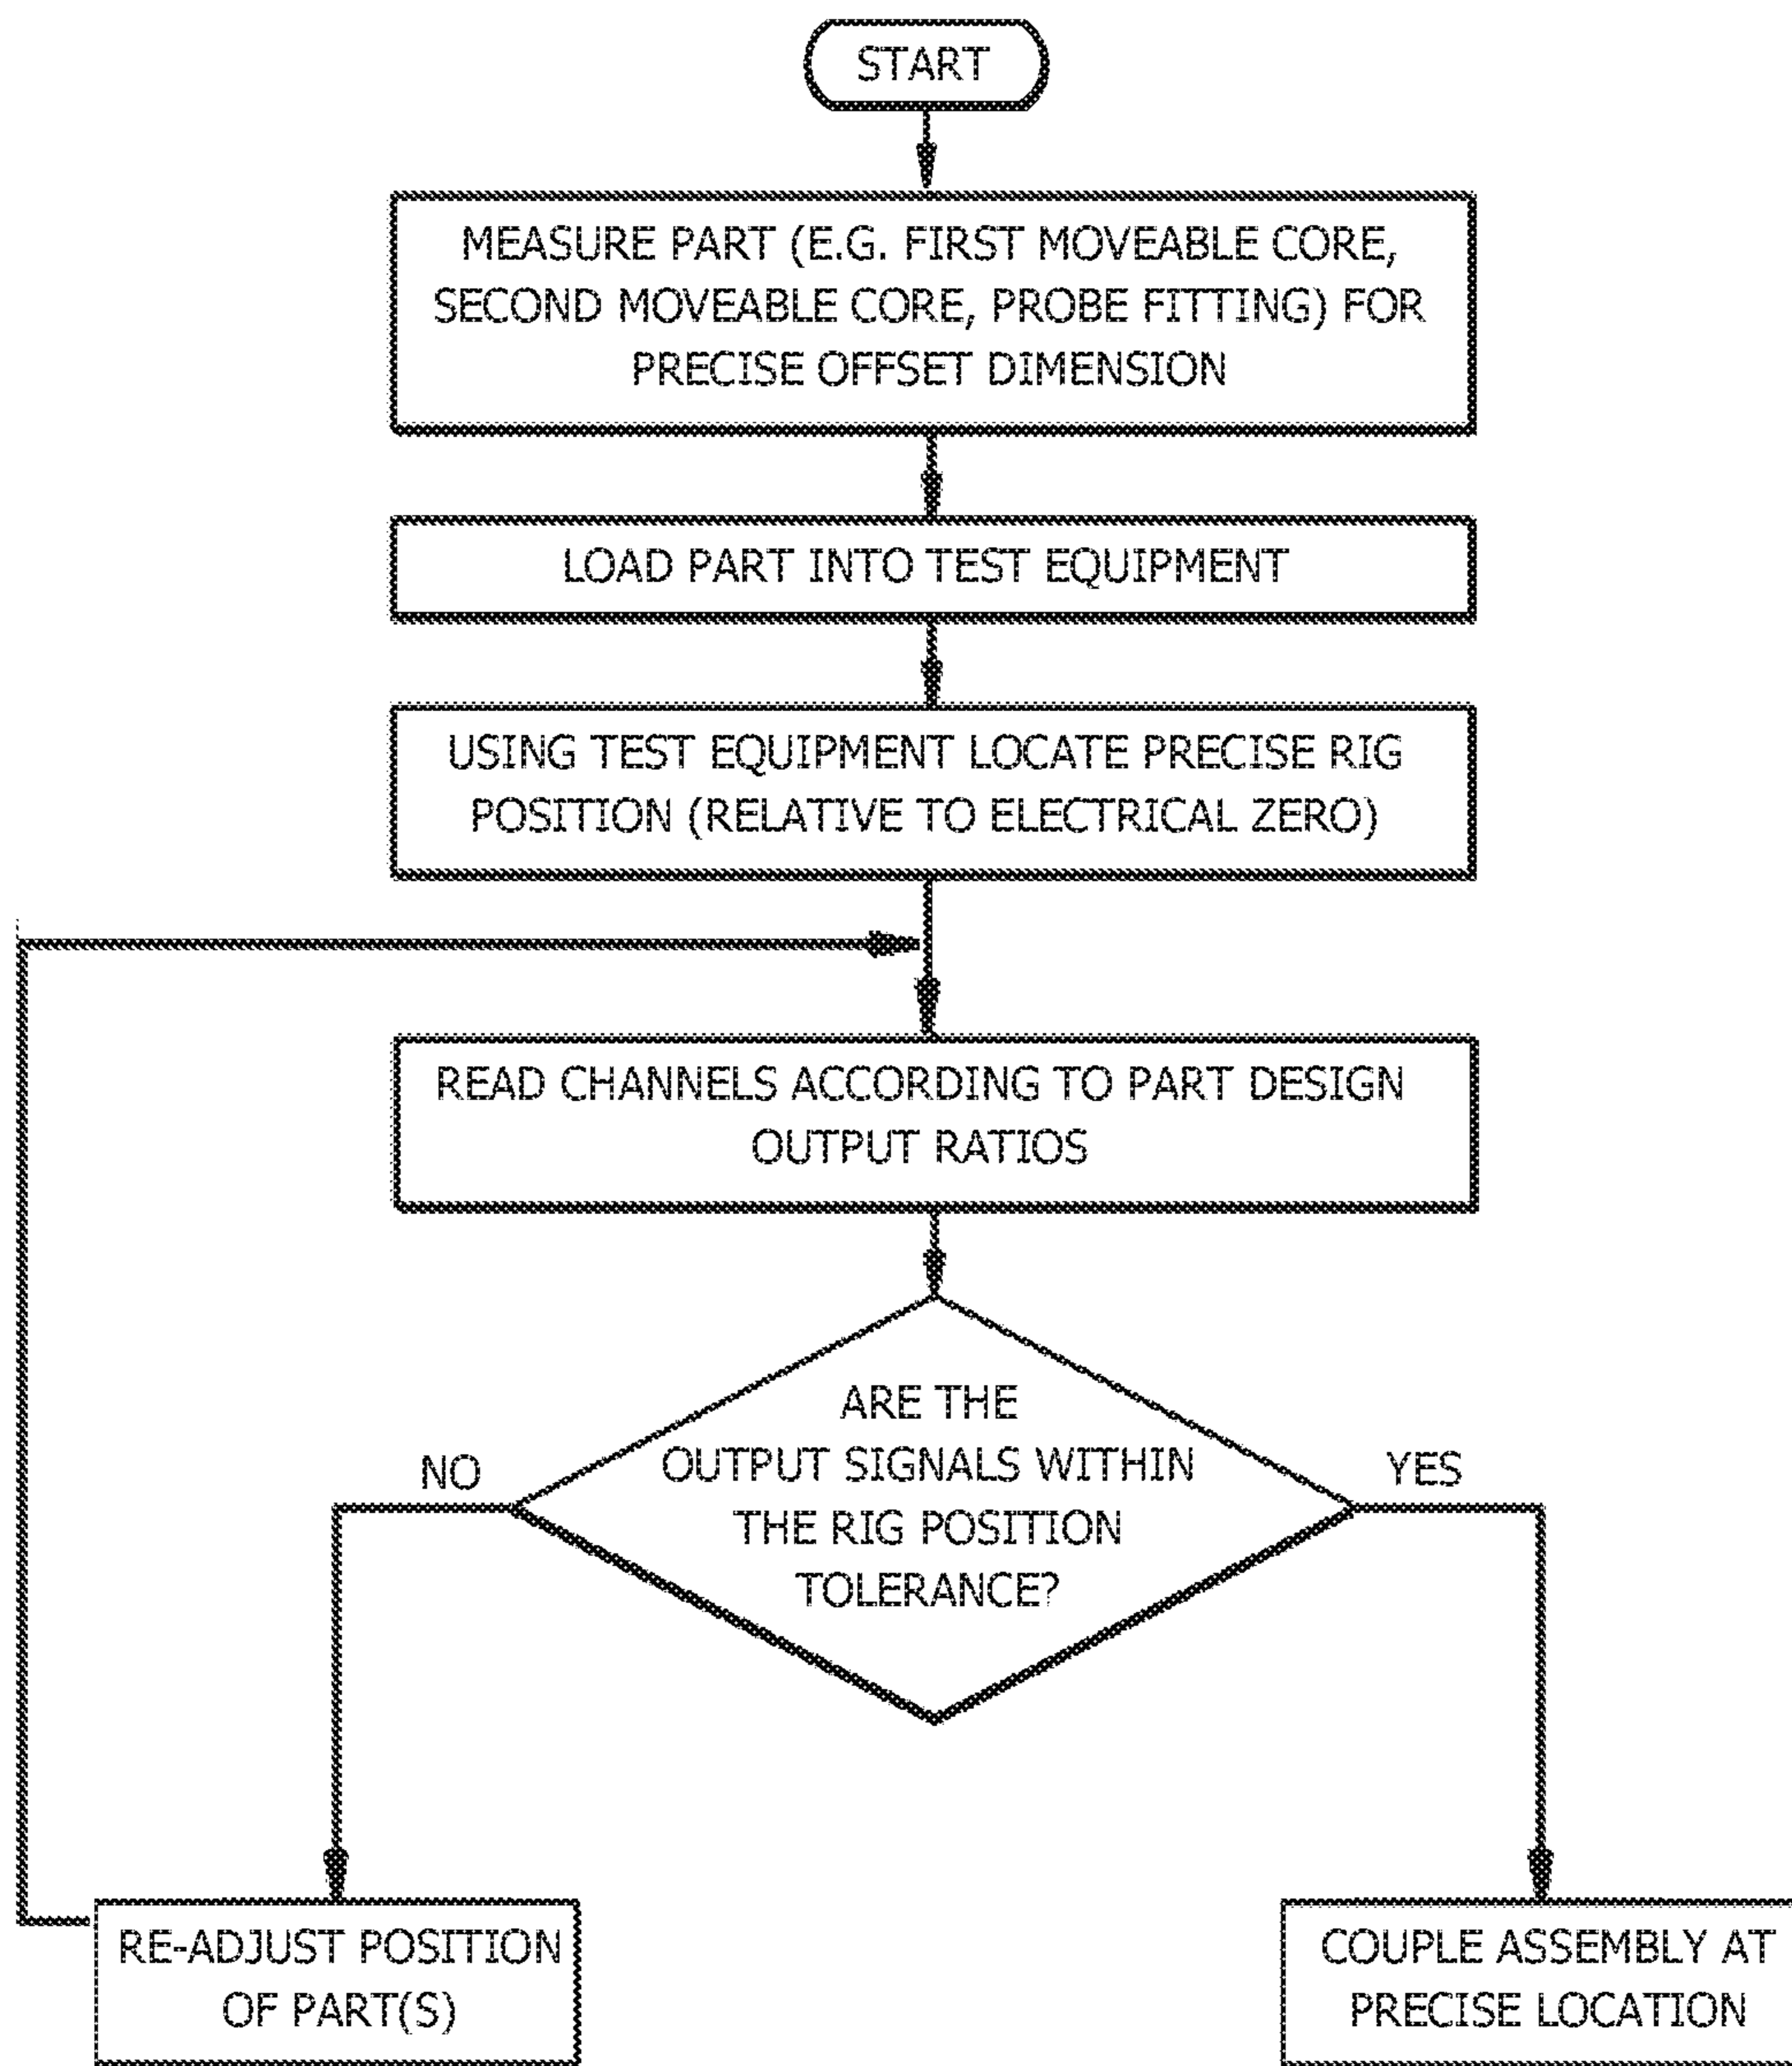 START
MEASURE PART (E.G. FIRST MOVEABLE CORE,
SECOND MOVEABLE CORE, PROBE FITTING) FOR
PRECISE OFFSET DIMENSION
LOAD PART INTO TEST EQUIPMENT
USING TEST EQUIPMENT LOCATE PRECISE RIG
POSITION (RELATIVE TO ELECTRICAL ZERO)
READ CHANNELS ACCORDING TO PART DESIGN
OUTPUT RATIOS
ARE THE
OUTPUT SIGNALS WITHIN
THE RIG POSITION
TOLERANCE?
NO
YES
RE-ADJUST POSITION
OF PART(S)
COUPLE ASSEMBLY AT
PRECISE LOCATION